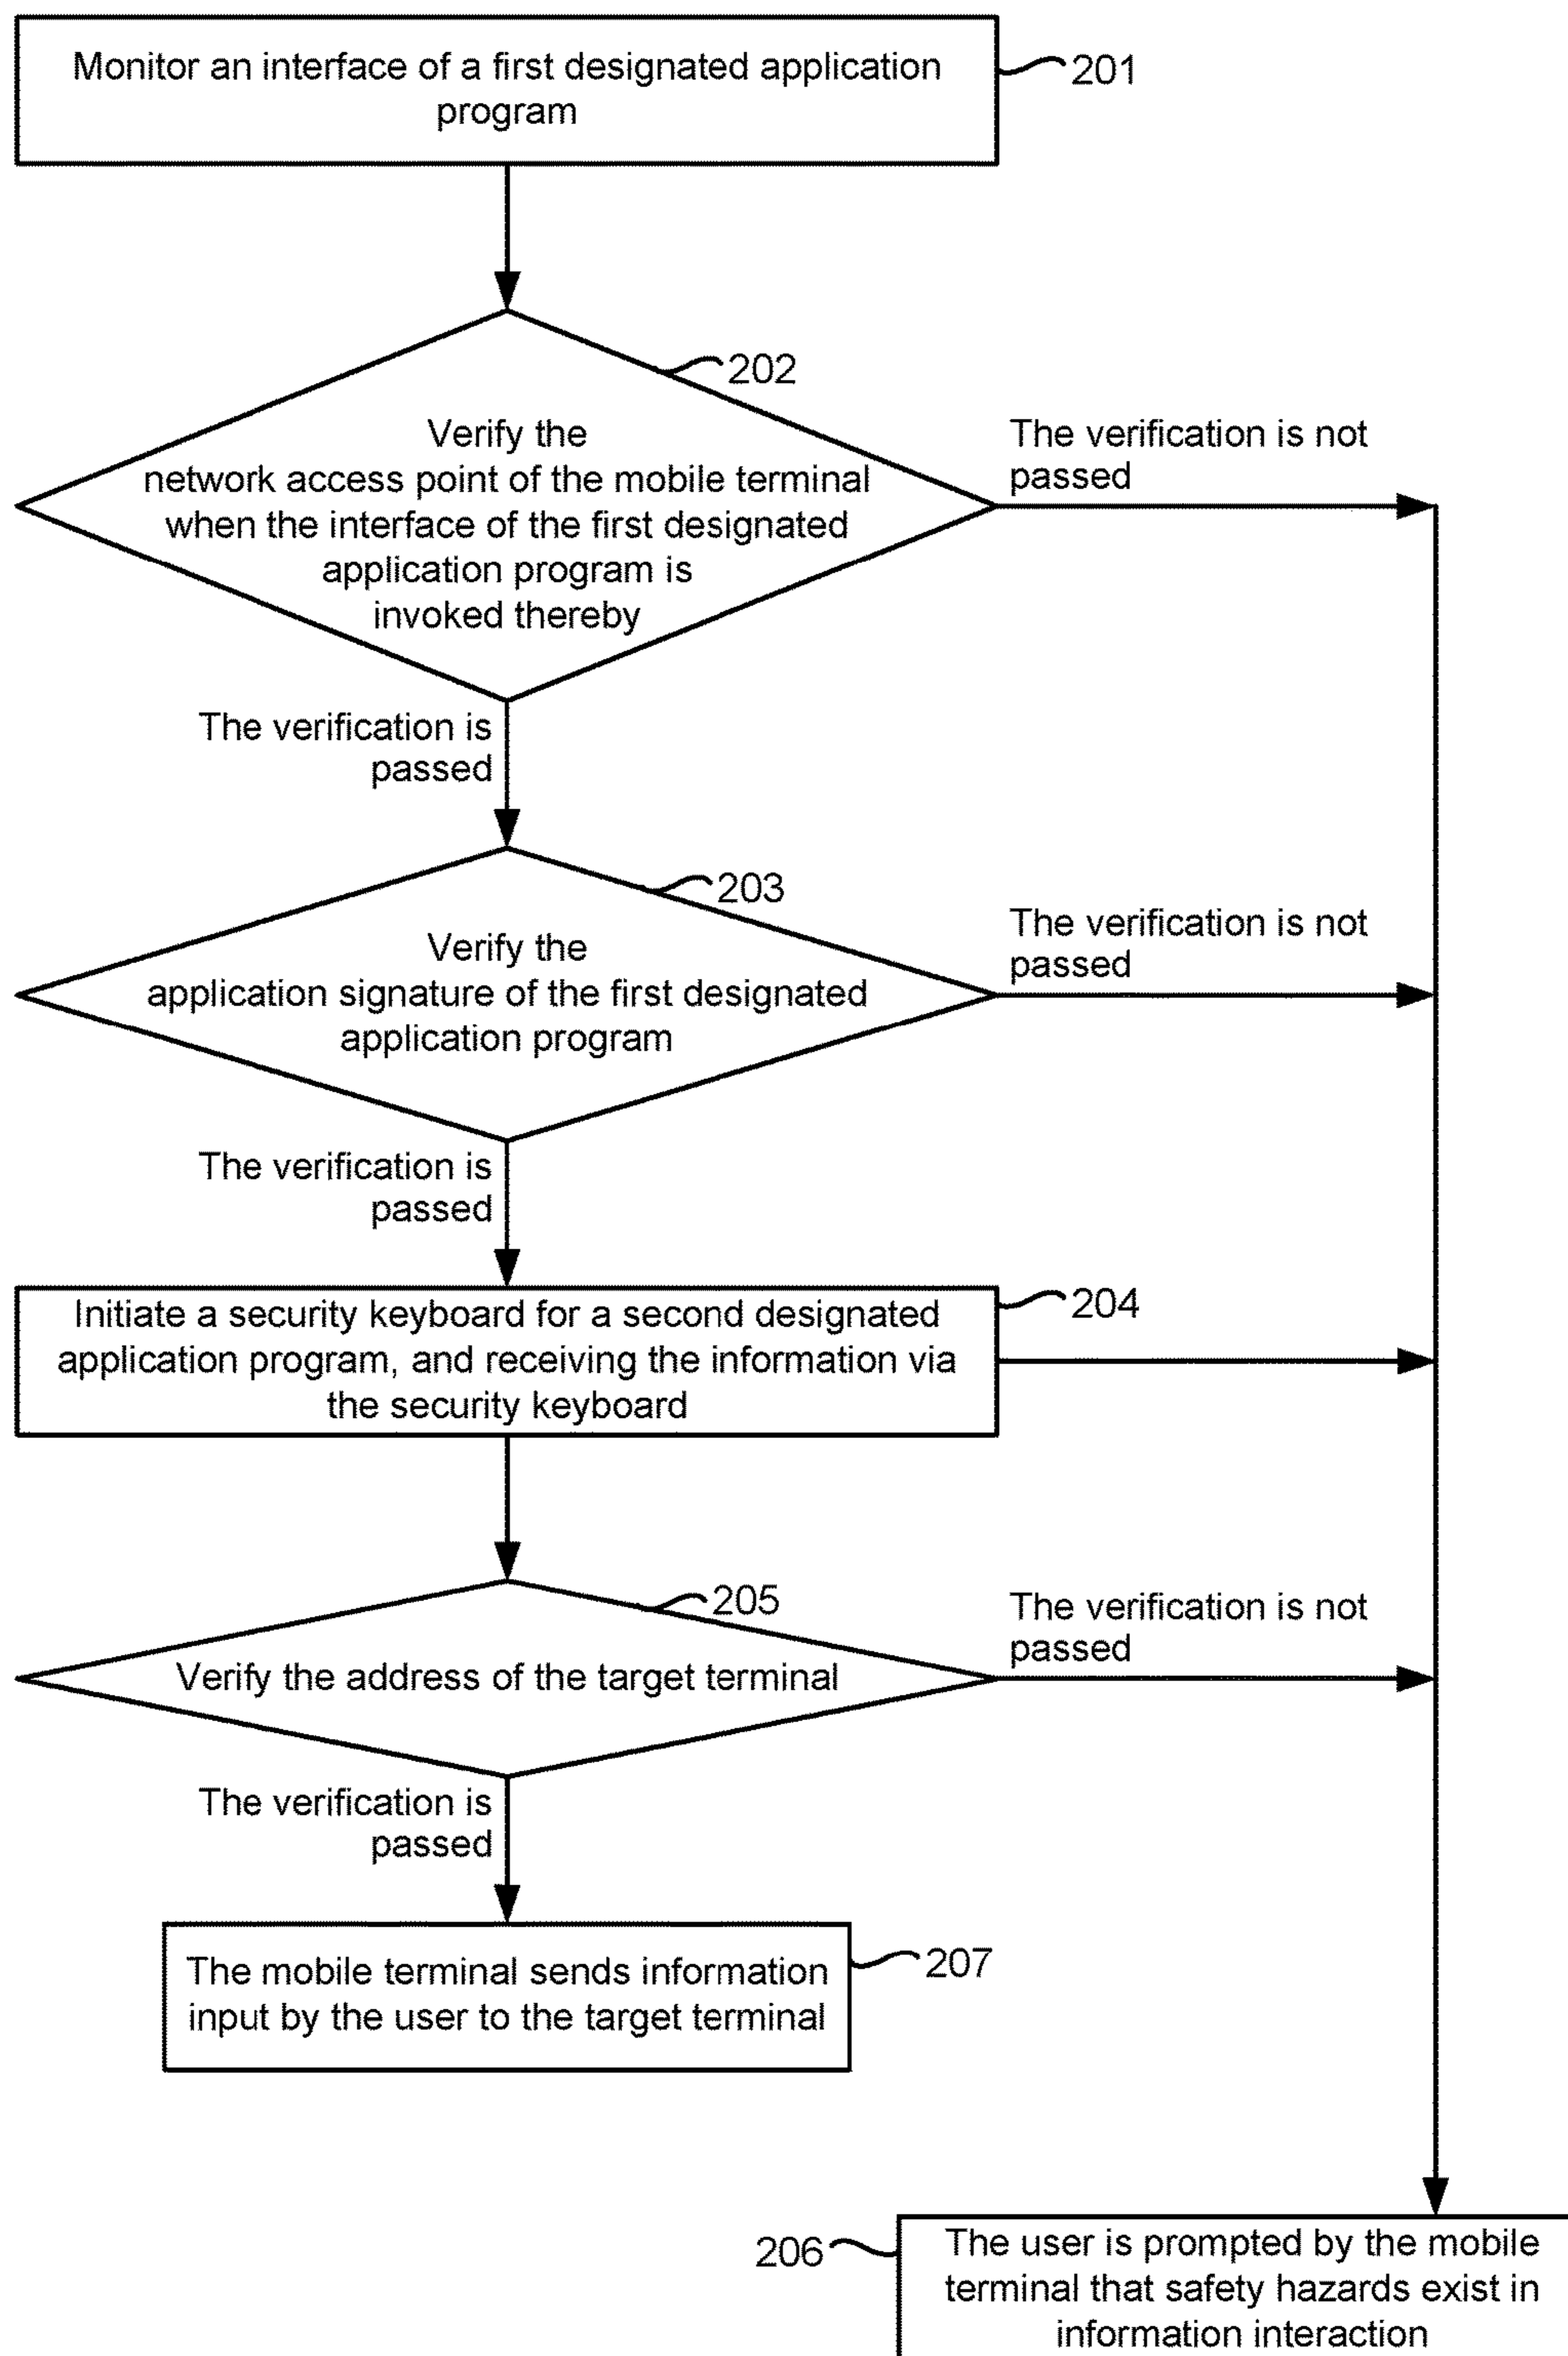 Monitor an interface of a first designated application
program
201
202
Verify the
network access point of the mobile terminal
when the interface of the first designated
application program is
invoked thereby
The verification is not
passed
The verification is
passed
203
Verify the
application signature of the first designated
application program
The verification is not
passed
The verification is
passed
Initiate a security keyboard for a second designated
application program, and receiving the information via
the security keyboard
204
205
Verify the address of the target terminal
The verification is not
passed
The verification is
passed
The mobile terminal sends information
input by the user to the target terminal
207
206
The user is prompted by the mobile
terminal that safety hazards exist in
information interaction